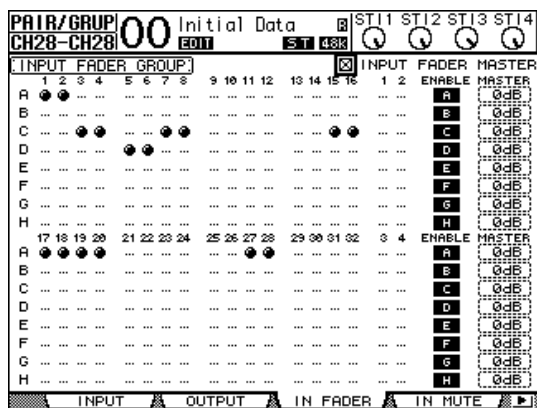 PAIR/GRUP 00 Initial Data R ST11 ST12 ST13 ST14
CH28-CH28 EDIT ST 48k
INPUT FADER GROUP INPUT FADER MASTER
1 2 3 4 5 6 7 8 9 10 11 12 13 14 15 16 1 2 ENABLE MASTER
A A 0dB
B B 0dB
C C 0dB
D D 0dB
E E 0dB
F F 0dB
G G 0dB
H H 0dB
17 18 19 20 21 22 23 24 25 26 27 28 29 30 31 32 3 4 ENABLE MASTER
A A 0dB
B B 0dB
C C 0dB
D D 0dB
E E 0dB
F F 0dB
G G 0dB
H H 0dB
INPUT OUTPUT IN FADER IN MUTE